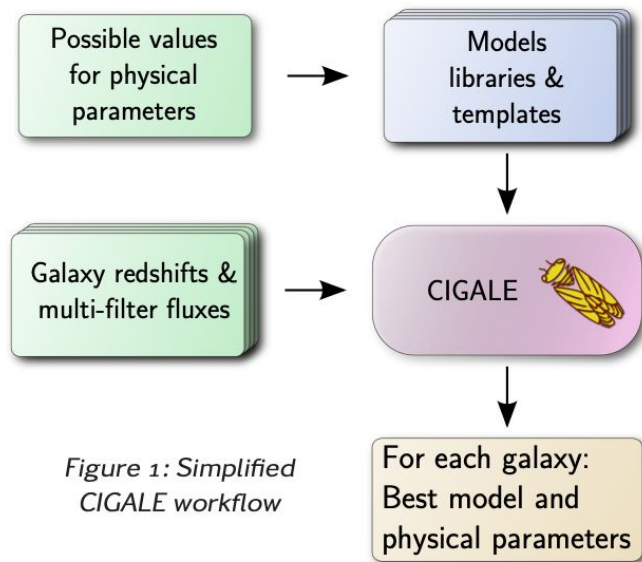 Possible values
for physical
parameters
Models
libraries &
templates
Galaxy redshifts &
multi-filter fluxes
CIGALE
Figure 1: Simplified
CIGALE workflow
For each galaxy:
Best model and
physical parameters